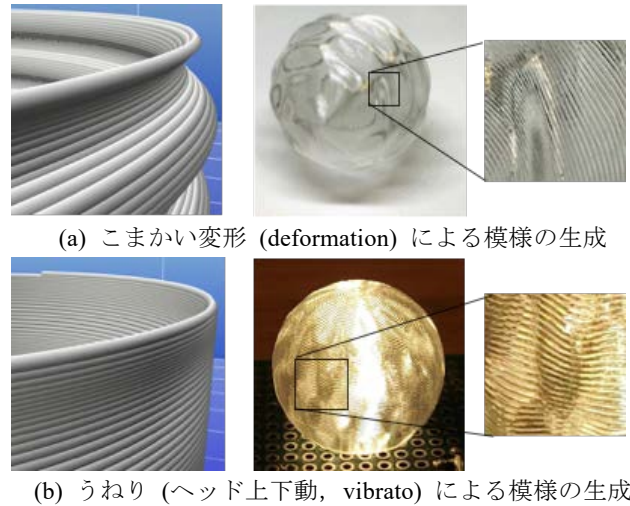 (a) こまかい変形 (deformation) による模様の生成
(b) うねり (ヘッド上下動, vibrato) による模様の生成